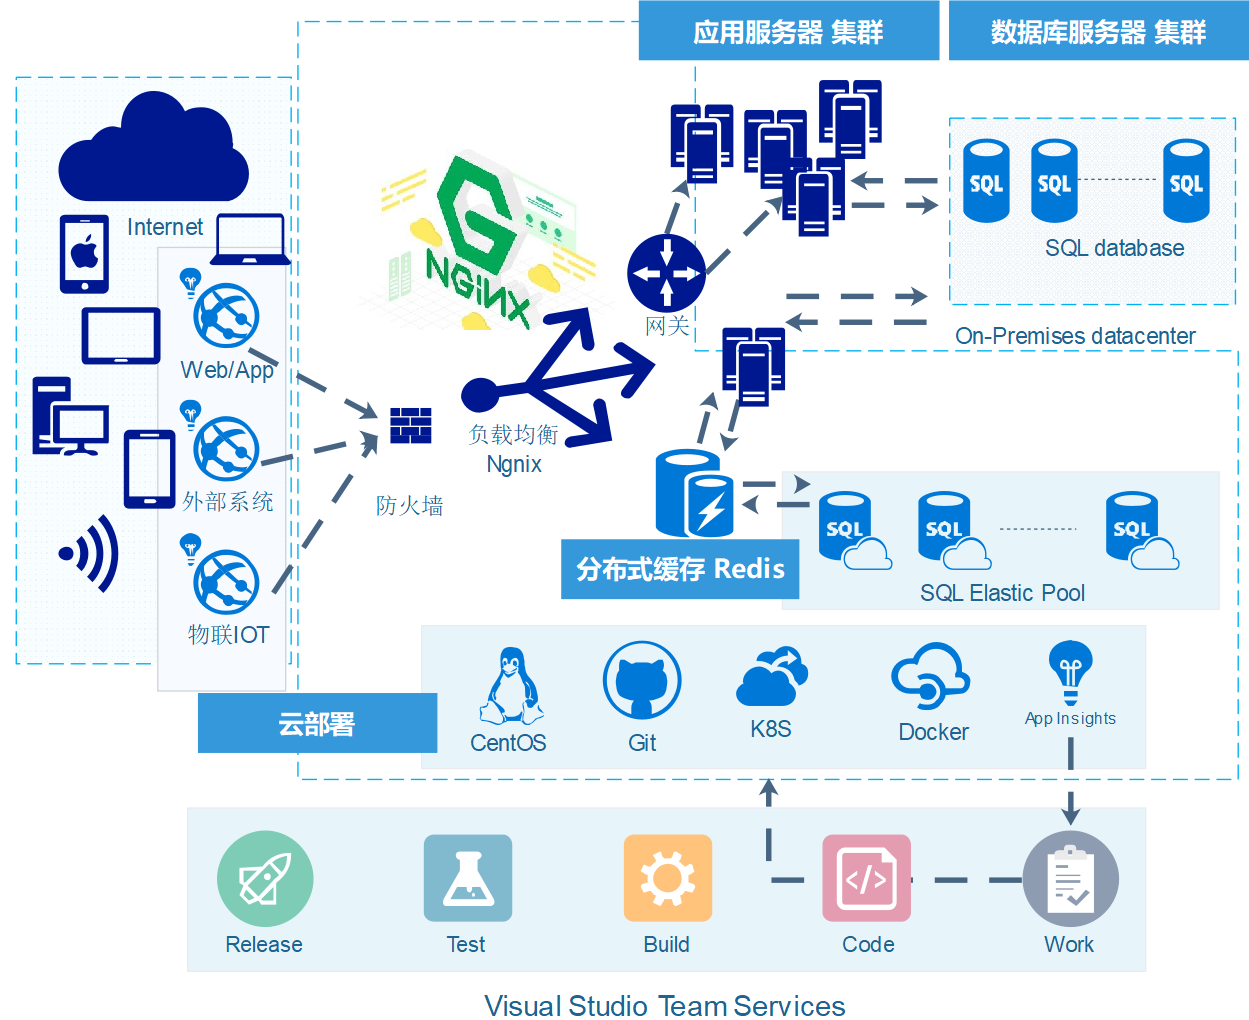 应用服务器 集群
数据库服务器 集群
Internet
NGiNX
SQL
SQL
SQL
SQL database
网关
On-Premises datacenter
Web/App
负载均衡
Ngnix
外部系统
防火墙
SQL
SQL
SQL
分布式缓存 Redis
SQL Elastic Pool
物联IOT
云部署
CentOS
Git
K8S
Docker
App Insights
</>
Release
Test
Build
Code
Work
Visual Studio Team Services